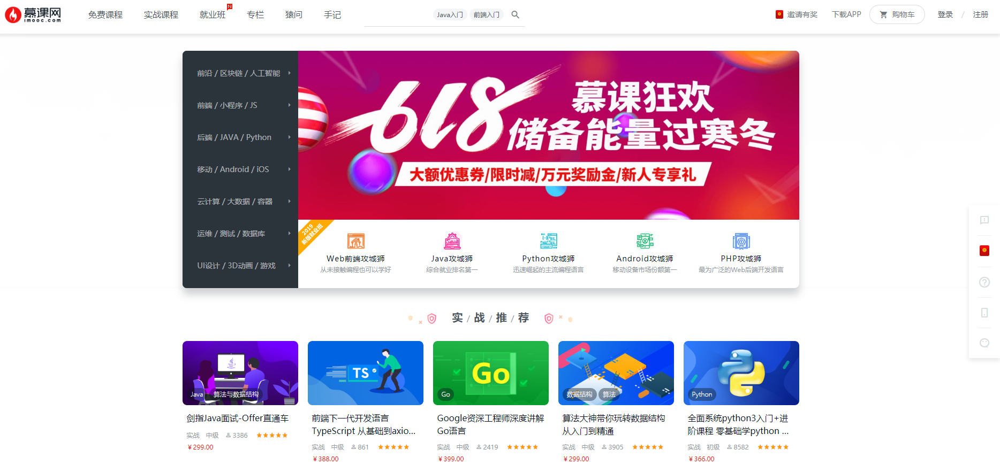 慕课网
imooc.com
免费课程
实战课程
就业班
N
专栏
猿问
手记
Java入门
前端入门
邀请有奖
下载APP
购物车
登录 / 注册
前沿 / 区块链 / 人工智能
前端 / 小程序 / JS
后端 / JAVA / Python
移动 / Android / iOS
云计算 / 大数据 / 容器
运维 / 测试 / 数据库
UI设计 / 3D动画 / 游戏
618
慕课狂欢
储备能量过寒冬
大额优惠券/限时减/万元奖励金/新人专享礼
2019
新版就业班
Web前端攻城狮
从未接触编程也可以学好
Java攻城狮
综合就业排名第一
Python攻城狮
迅速崛起的主流编程语言
Android攻城狮
移动设备市场份额第一
PHP攻城狮
最为广泛的Web后端开发语言
实 / 战 / 推 / 荐
Java
算法与数据结构
剑指Java面试-Offer直通车
实战 中级 3386
￥299.00
TS
前端下一代开发语言
TypeScript 从基础到axio...
实战 中级 861
￥388.00
Go
Go
Google资深工程师深度讲解
Go语言
实战 中级 2419
￥399.00
数据结构
算法
算法大神带你玩转数据结构
从入门到精通
实战 中级 3905
￥299.00
Python
全面系统python3入门+进
阶课程 零基础学python ...
实战 初级 8582
￥366.00